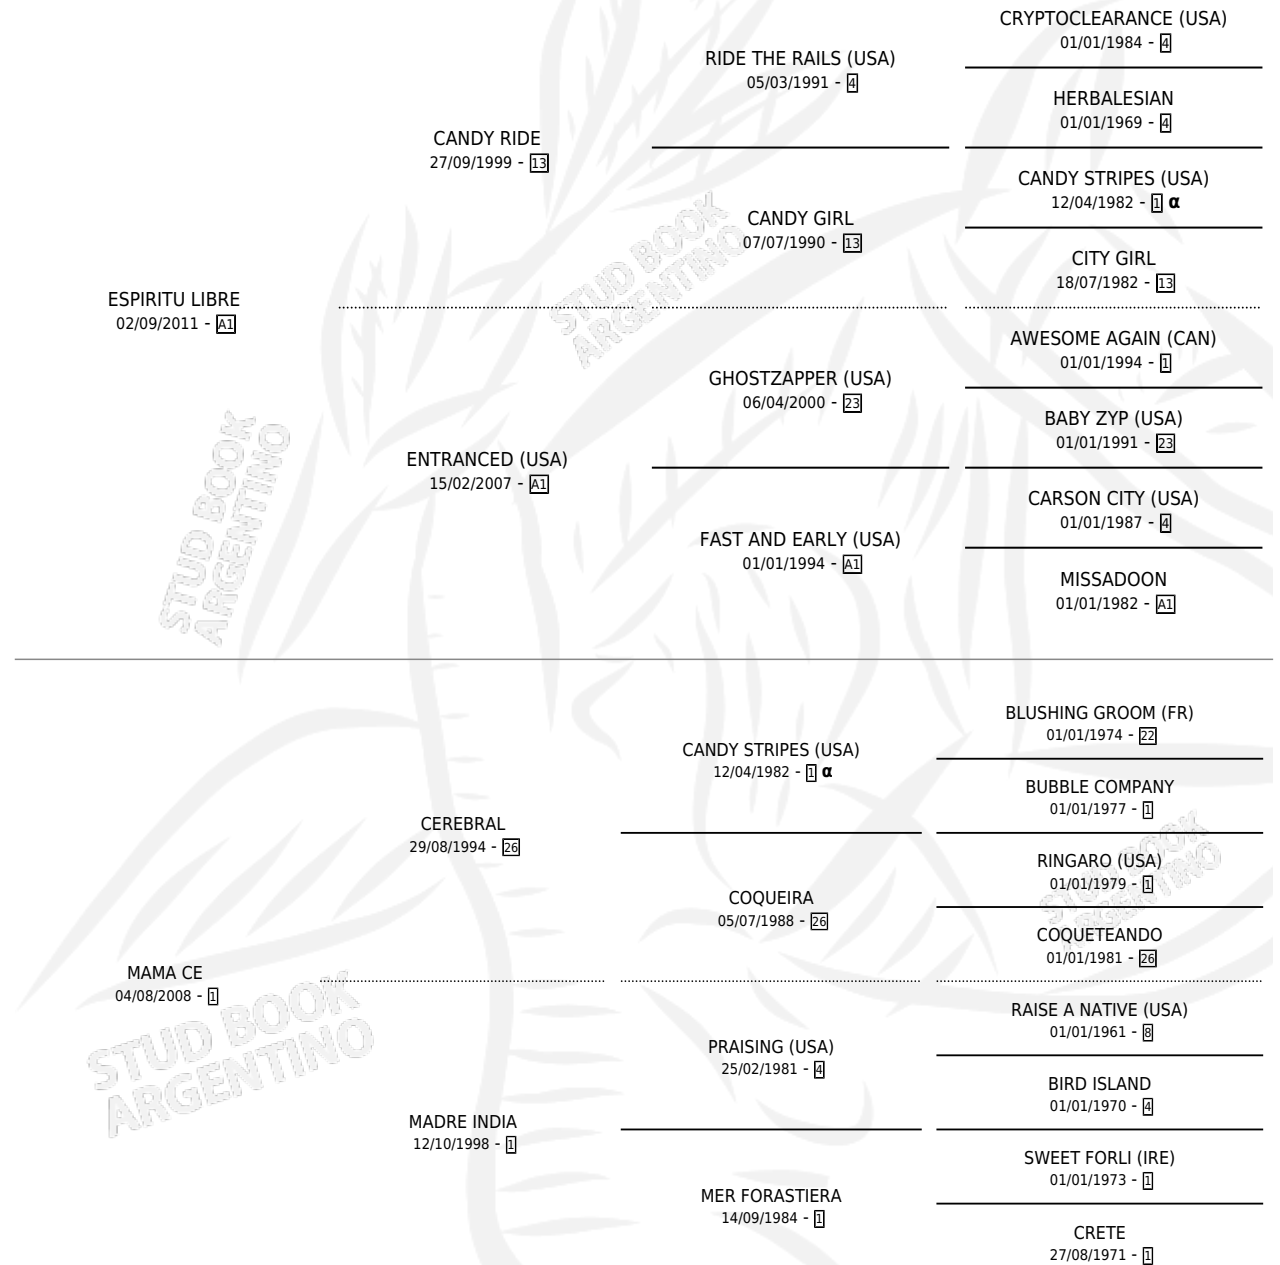 CRYPTOCLEARANCE (USA)
01/01/1984 - 4
RIDE THE RAILS (USA)
05/03/1991 - 4
HERBALESIAN
01/01/1969 - 4
CANDY RIDE
27/09/1999 - 13
CANDY STRIPES (USA)
12/04/1982 - 1 α
CANDY GIRL
07/07/1990 - 13
CITY GIRL
18/07/1982 - 13
STUD BOOK
ARGENTINO
ESPIRITU LIBRE
02/09/2011 - A1
AWESOME AGAIN (CAN)
01/01/1994 - 1
GHOSTZAPPER (USA)
06/04/2000 - 23
BABY ZYP (USA)
01/01/1991 - 23
ENTRANCED (USA)
15/02/2007 - A1
CARSON CITY (USA)
01/01/1987 - 4
FAST AND EARLY (USA)
01/01/1994 - A1
MISSADOON
01/01/1982 - A1
STUD BOOK
ARGENTINO
BLUSHING GROOM (FR)
01/01/1974 - 22
CANDY STRIPES (USA)
12/04/1982 - 1 α
BUBBLE COMPANY
01/01/1977 - 1
CEREBRAL
29/08/1994 - 26
RINGARO (USA)
01/01/1979 - 1
COQUEIRA
05/07/1988 - 26
COQUETEANDO
01/01/1981 - 26
STUD BOOK
ARGENTINO
MAMA CE
04/08/2008 - 1
RAISE A NATIVE (USA)
01/01/1961 - 8
PRAISING (USA)
25/02/1981 - 4
BIRD ISLAND
01/01/1970 - 4
MADRE INDIA
12/10/1998 - 1
SWEET FORLI (IRE)
01/01/1973 - 1
MER FORASTIERA
14/09/1984 - 1
CRETE
27/08/1971 - 1
STUD BOOK
ARGENTINO